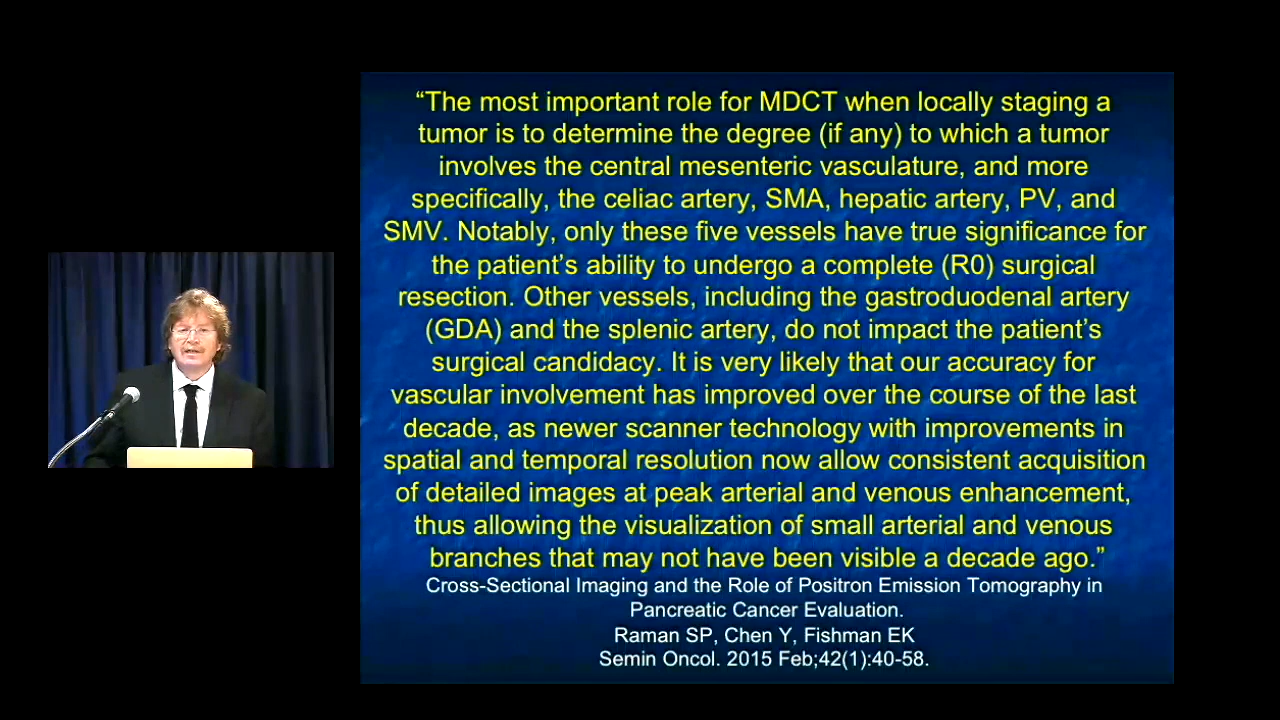 “The most important role for MDCT when locally staging a
tumor is to determine the degree (if any) to which a tumor
involves the central mesenteric vasculature, and more
specifically, the celiac artery, SMA, hepatic artery, PV, and
SMV. Notably, only these five vessels have true significance for
the patient’s ability to undergo a complete (R0) surgical
resection. Other vessels, including the gastroduodenal artery
(GDA) and the splenic artery, do not impact the patient’s
surgical candidacy. It is very likely that our accuracy for
vascular involvement has improved over the course of the last
decade, as newer scanner technology with improvements in
spatial and temporal resolution now allow consistent acquisition
of detailed images at peak arterial and venous enhancement,
thus allowing the visualization of small arterial and venous
branches that may not have been visible a decade ago.”
Cross-Sectional Imaging and the Role of Positron Emission Tomography in
Pancreatic Cancer Evaluation.
Raman SP, Chen Y, Fishman EK
Semin Oncol. 2015 Feb;42(1):40-58.